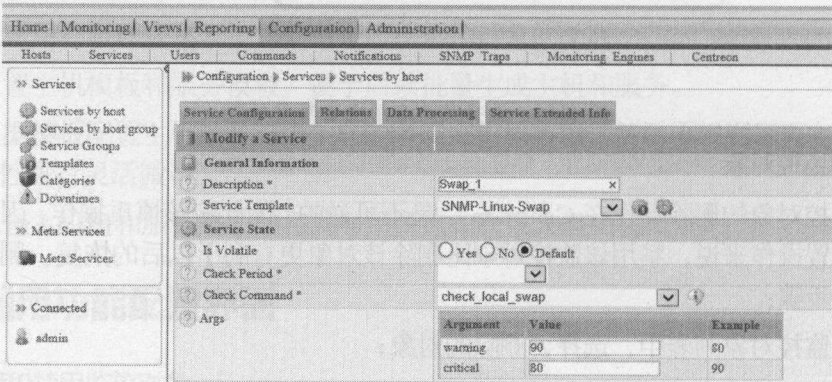 Home | Monitoring | Views | Reporting | Configuration | Administration |
Hosts | Services | Users | Commands | Notifications | SNMP Traps | Monitoring Engines | Centreon
Services
Services by host
Services by host group
Service Groups
Templates
Categories
Downtimes
Meta Services
Meta Services
Connected
admin
Configuration Services Services by host
Service Configuration Relations Data Processing Service Extended Info
Modify a Service
General Information
Description * Swap_1 ×
Service Template SNMP-Linux-Swap
Service State
Is Volatile Yes No Default
Check Period *
Check Command * check_local_swap
Args
Argument Value Example
warning 90 80
critical 80 90